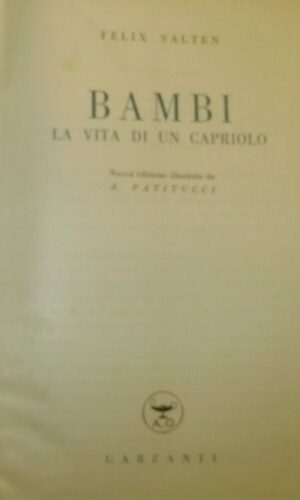 FELIX SALTEN
BAMBI
LA VITA DI UN CAPRIOLO
Nuova edizione illustrata da
A. PATITUCCI
A.G
GARZANTI